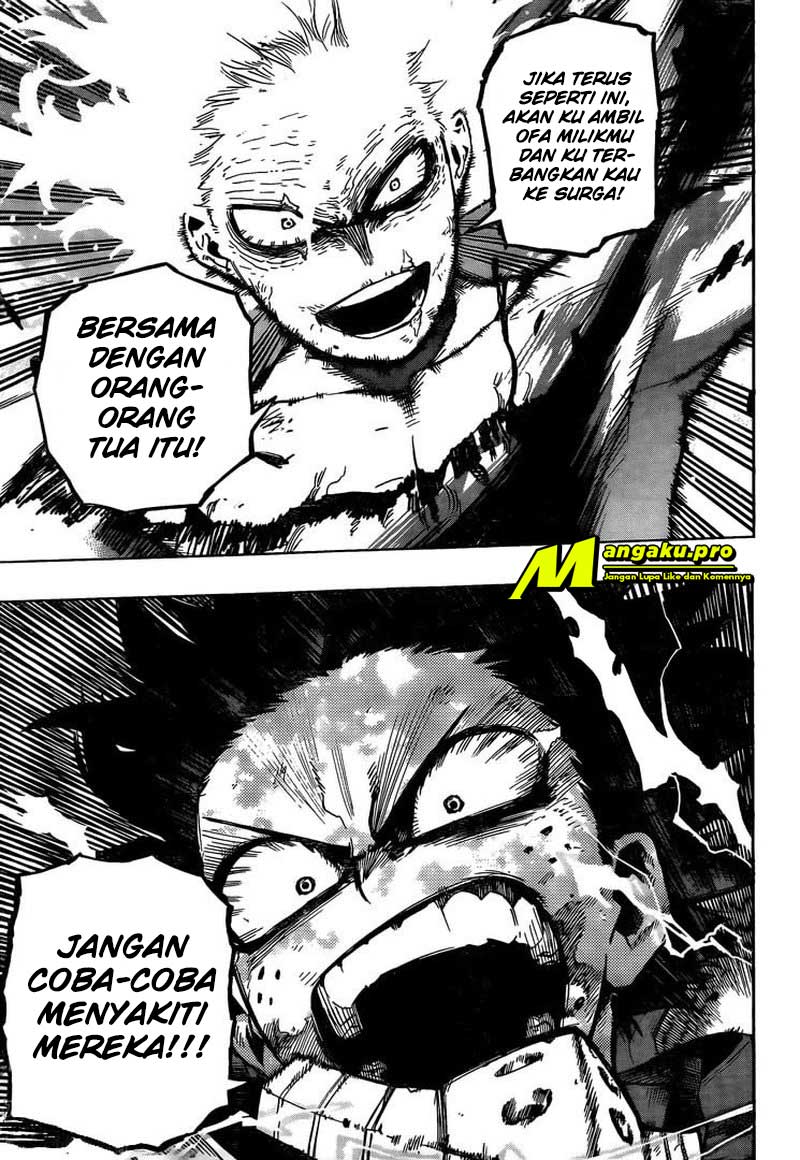 JIKA TERUS
SEPERTI INI,
AKAN KU AMBIL
OFA MILIKMU
DAN KU TER-
BANGKAN KAU
KE SURGA!
BERSAMA
DENGAN
ORANG-
ORANG
TUA ITU!
Mangaku.pro
Jangan Lupa Like dan Komennya
JANGAN
COBA-COBA
MENYAKITI
MEREKA!!!